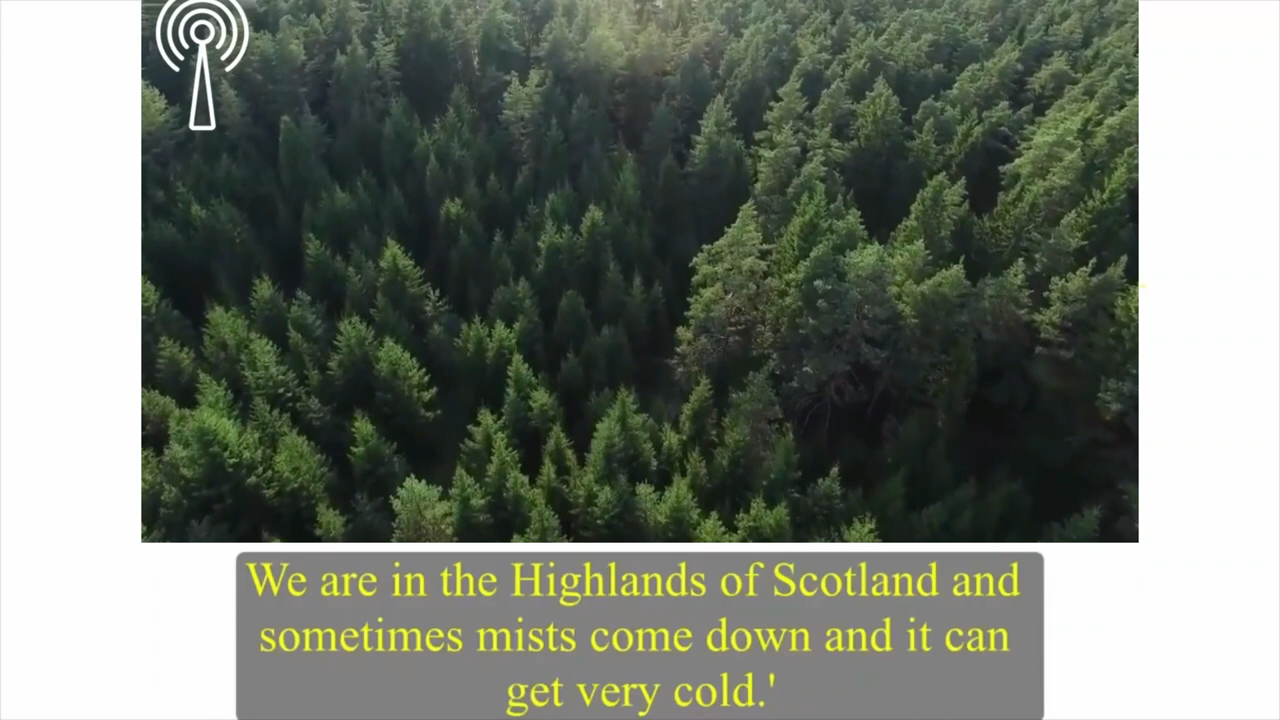 We are in the Highlands of Scotland and
sometimes mists come down and it can
get very cold.'